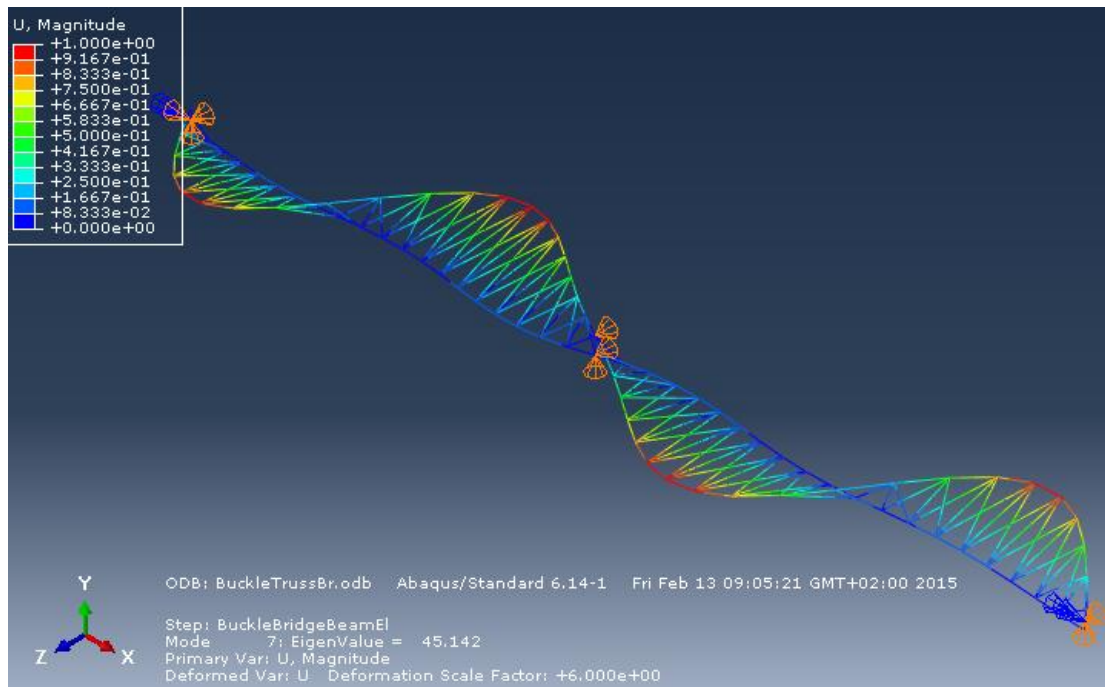 U, Magnitude
+1.000e+00
+9.167e-01
+8.333e-01
+7.500e-01
+6.667e-01
+5.833e-01
+5.000e-01
+4.167e-01
+3.333e-01
+2.500e-01
+1.667e-01
+8.333e-02
+0.000e+00
Y
Z
X
ODB: BuckleTrussBr.odb Abaqus/Standard 6.14-1 Fri Feb 13 09:05:21 GMT+02:00 2015
Step: BuckleBridgeBeamEl
Mode 7: EigenValue = 45.142
Primary Var: U, Magnitude
Deformed Var: U Deformation Scale Factor: +6.000e+00